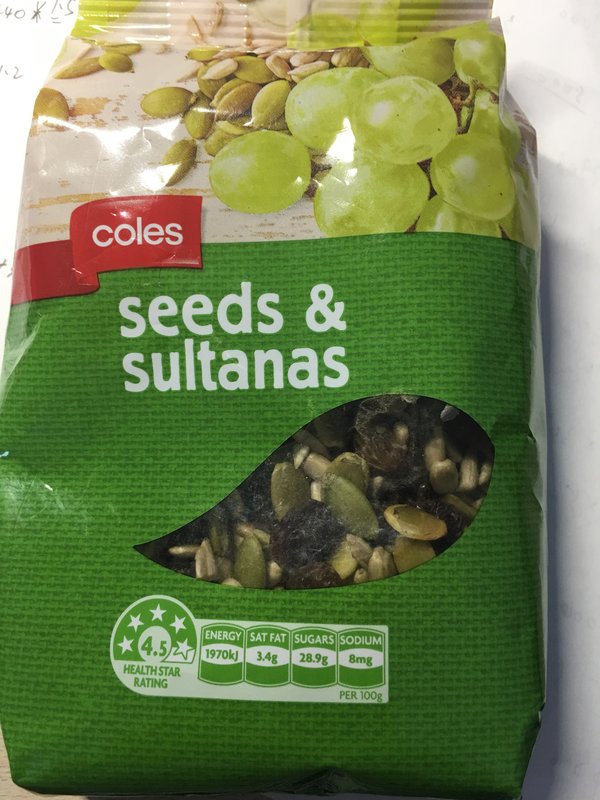 coles
seeds &
sultanas
4.5
HEALTH STAR
RATING
ENERGY
1970kJ
SAT FAT
3.4g
SUGARS
28.9g
SODIUM
8mg
PER 100g